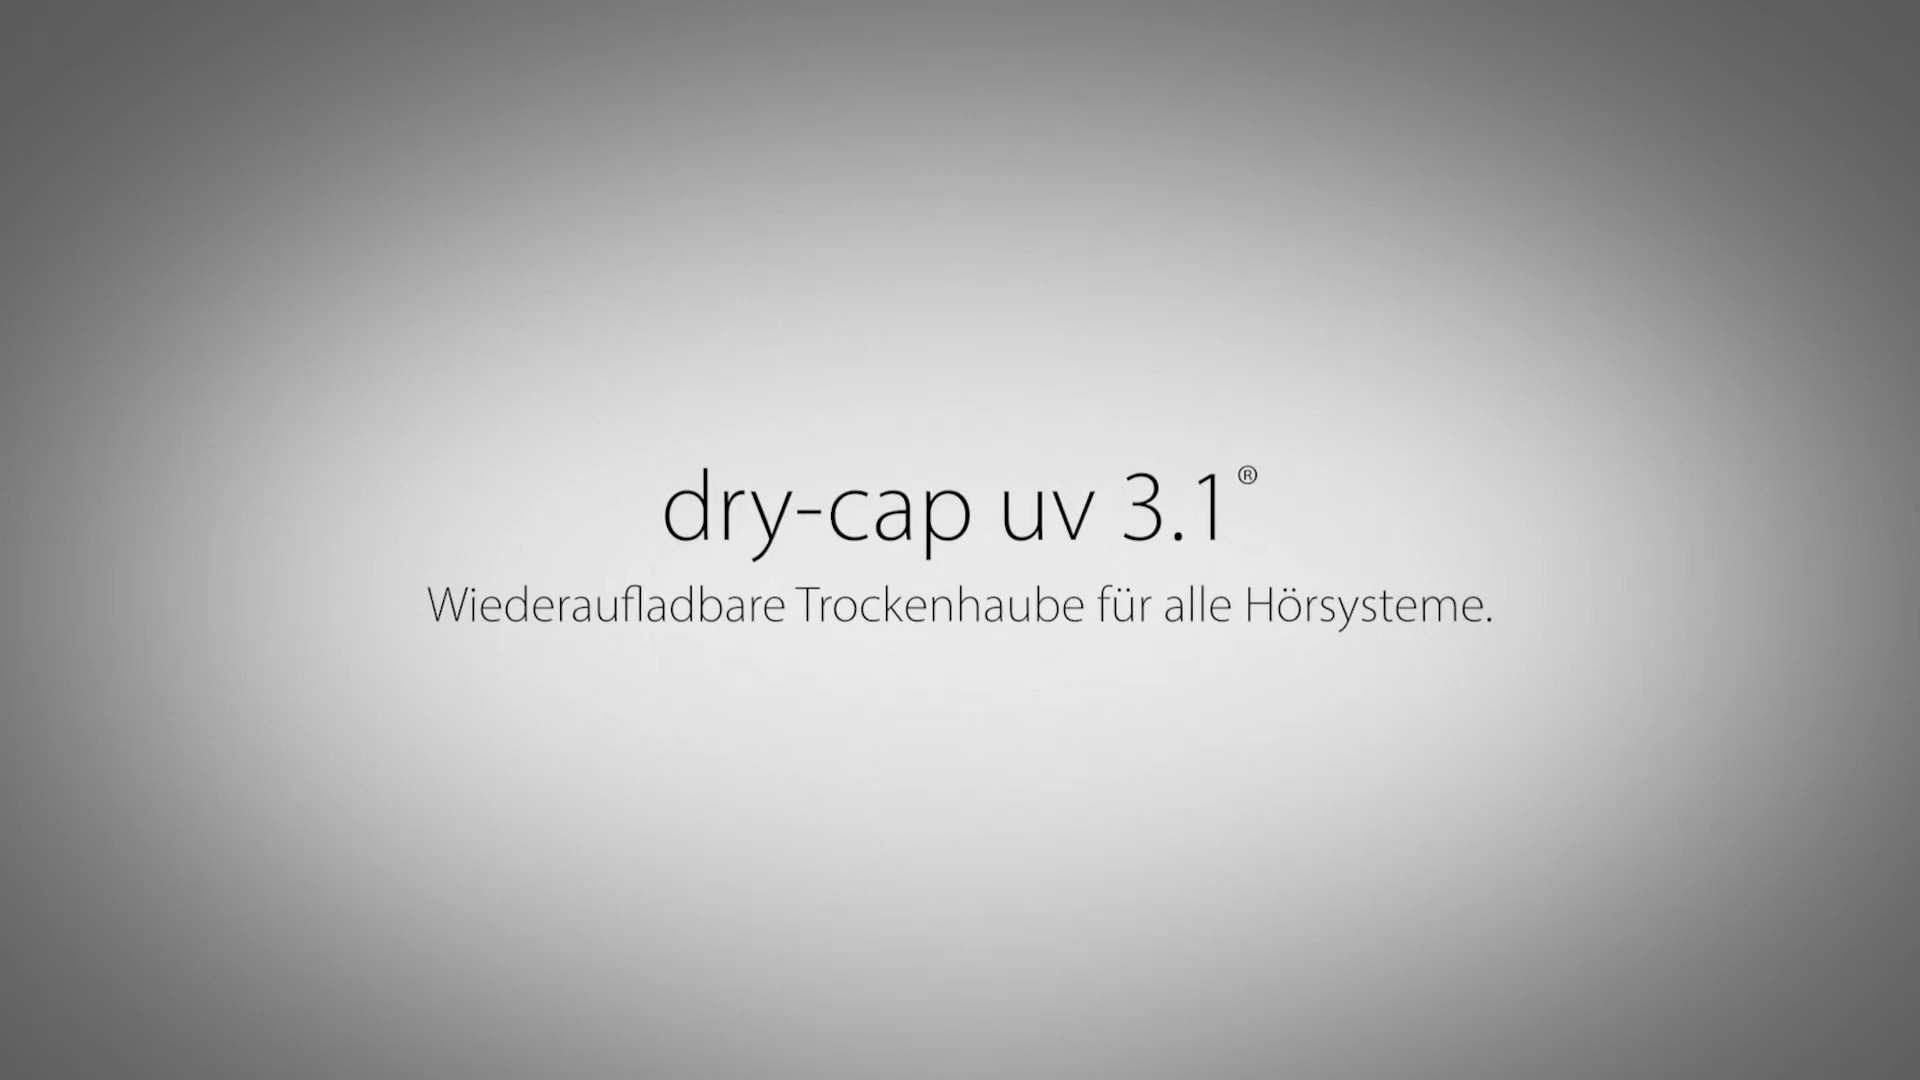 dry-cap uv 3.1®
Wiederaufladbare Trockenhaube für alle Hörsysteme.